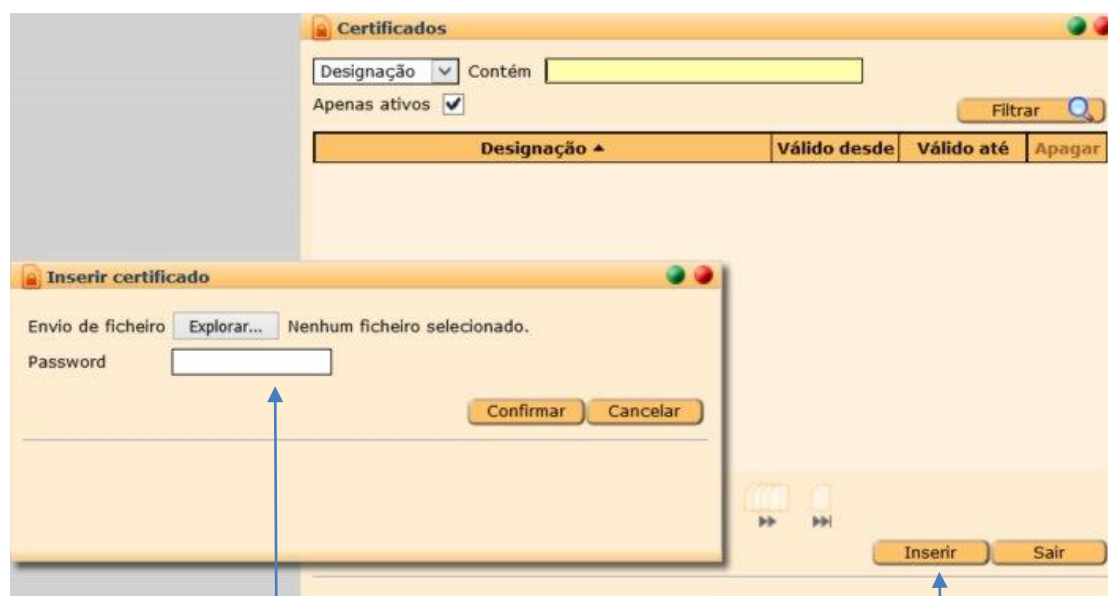 Certificados
Designação Contém
Apenas ativos
Filtrar
Designação Válido desde Válido até Apagar
Inserir certificado
Envio de ficheiro Explorar... Nenhum ficheiro selecionado.
Password
Confirmar Cancelar
Inserir Sair